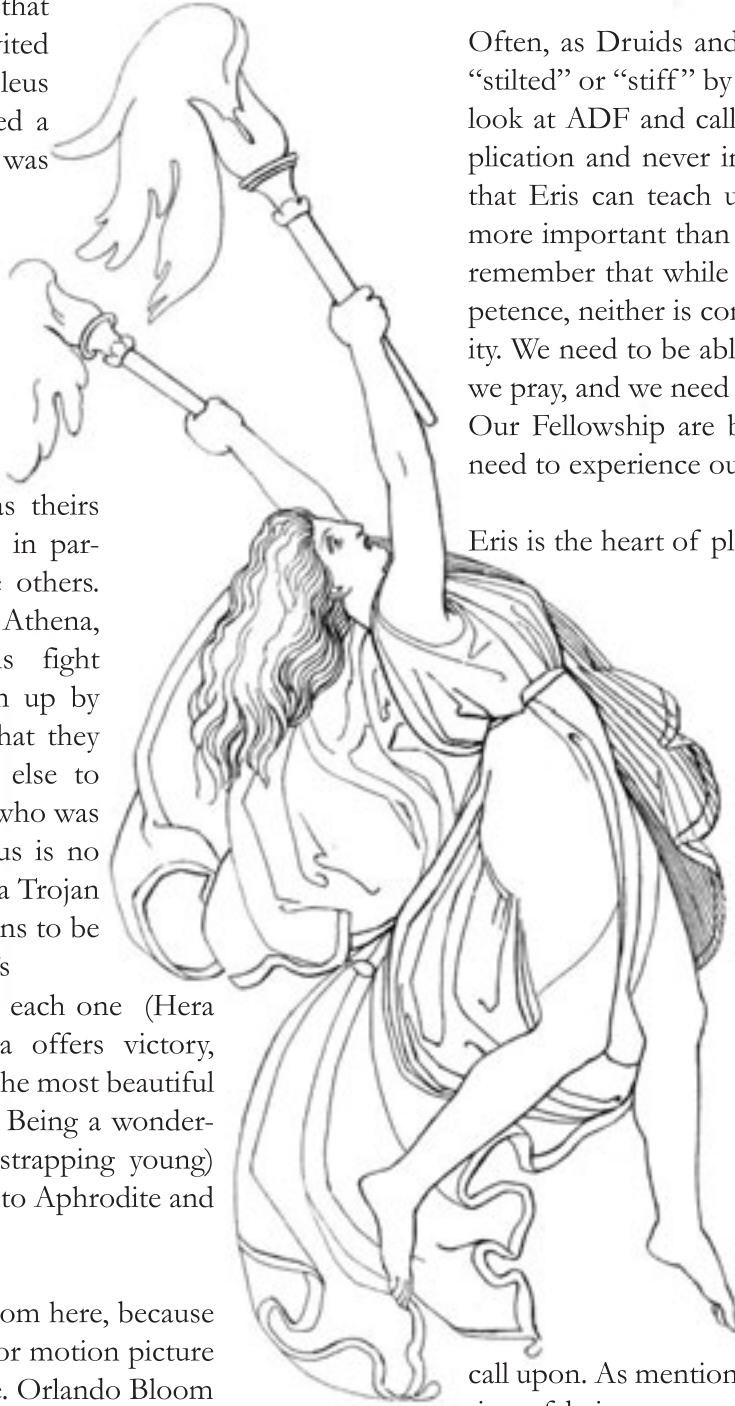 that
vited
leus
ed a
was
as theirs
in par-
e others.
Athena,
is fight
n up by
hat they
else to
who was
us is no
a Trojan
ns to be
's
each one (Hera
a offers victory,
he most beautiful
Being a wonder-
strapping young)
to Aphrodite and
om here, because
or motion picture
e. Orlando Bloom
Often, as Druids and
“stilted” or “stiff” by
look at ADF and call
plication and never in
that Eris can teach u
more important than
remember that while
petence, neither is con
ity. We need to be abl
we pray, and we need
Our Fellowship are b
need to experience ou
Eris is the heart of pl
call upon. As mention